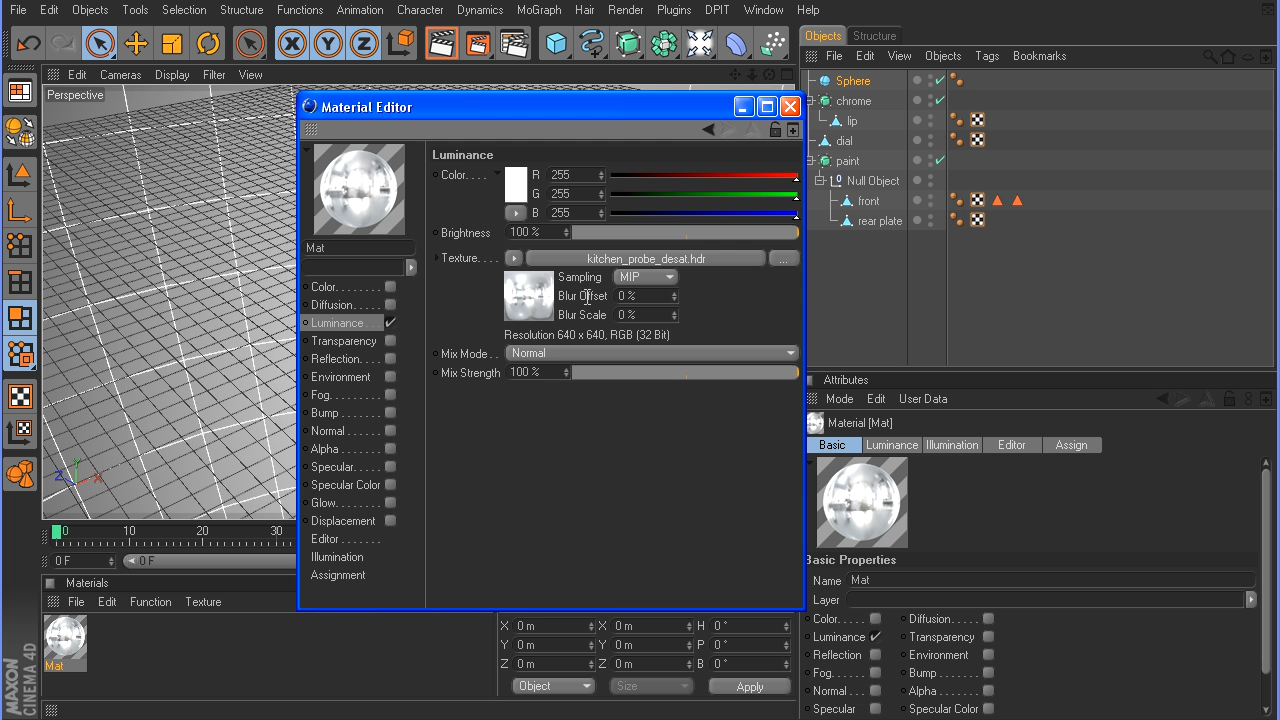 File Edit Objects Tools Selection Structure Functions Animation Character Dynamics MoGraph Hair Render Plugins DPIT Window Help
Objects Structure
File Edit View Objects Tags Bookmarks
Edit Cameras Display Filter View
Perspective
Sphere
chrome
lip
dial
paint
Null Object
front
rear plate
Material Editor
Mat
Color. . . .
Diffusion. . . . .
Luminance . . .
Transparency
Reflection. . . .
Environment
Fog. . . . . . . . .
Bump . . . . . . .
Normal . . . . . .
Alpha . . . . . . .
Specular. . . . .
Specular Color
Glow. . . . . . . .
Displacement
Editor . . . . . . .
Illumination
Assignment
Luminance
Color. . . . R 255
G 255
B 255
Brightness 100 %
Texture. . . . kitchen_probe_desat.hdr ...
Sampling MIP
Blur Offset 0 %
Blur Scale 0 %
Resolution 640 x 640, RGB (32 Bit)
Mix Mode . . Normal
Mix Strength 100 %
0 10 20 30
0 F 0 F
Materials
File Edit Function Texture
Mat
MAXON CINEMA 4D
X 0 m X 0 m H 0 °
Y 0 m Y 0 m P 0 °
Z 0 m Z 0 m B 0 °
Object Size Apply
Attributes
Mode Edit User Data
Material [Mat]
Basic Luminance Illumination Editor Assign
Basic Properties
Name Mat
Layer
Color. . . . . Diffusion. . . . .
Luminance Transparency
Reflection Environment
Fog. . . . . . Bump . . . . . . .
Normal . . . Alpha . . . . . . .
Specular Specular Color